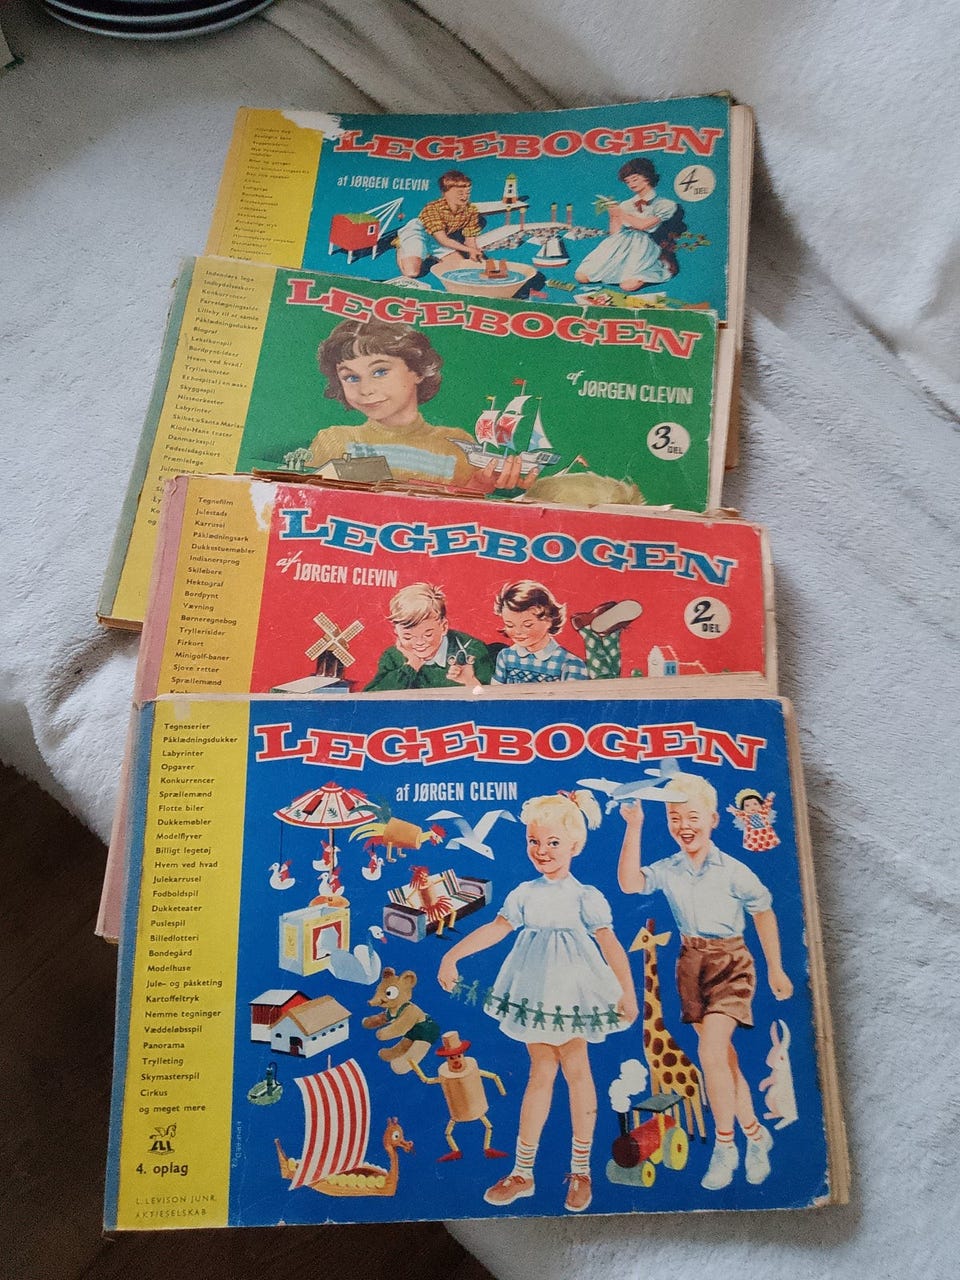 LEGEBOGEN
af JØRGEN CLEVIN
4.
DEL
LEGEBOGEN
af
JØRGEN CLEVIN
3.
DEL
Indendørs lege
Indbydelseskort
Konkurrencer
Farvelægningsside
Lilleby til at samle
Påklædningsdukker
Biograf
Leksikonspil
Bordpynt-ideer
Hvem ved hvad?
Tryllekunster
Et hospital i en æske
Skyggespil
Nisseorkester
Labyrinter
Skibet »Santa Maria«
Klods-Hans teater
Danmarksspil
Fødselsdagskort
Præmielege
LEGEBOGEN
af
JØRGEN CLEVIN
2
DEL
Tegnefilm
Julestads
Karrusel
Påklædningsark
Dukkestuemøbler
Indianersprog
Skiløbere
Hektograf
Bordpynt
Vævning
Børneregnebog
Tryllerisider
Firkort
Minigolf-baner
Sjove retter
Sprællemænd
LEGEBOGEN
af JØRGEN CLEVIN
Tegneserier
Påklædningsdukker
Labyrinter
Opgaver
Konkurrencer
Sprællemænd
Flotte biler
Dukkemøbler
Modelflyver
Billigt legetøj
Hvem ved hvad
Julekarrusel
Fodboldspil
Dukketeater
Puslespil
Billedlotteri
Bondegård
Modelhuse
Jule- og påsketing
Kartoffeltryk
Nemme tegninger
Væddeløbsspil
Panorama
Trylleting
Skymasterspil
Cirkus
og meget mere
4. oplag
L. LEVISON JUNR.
AKTIESELSKAB